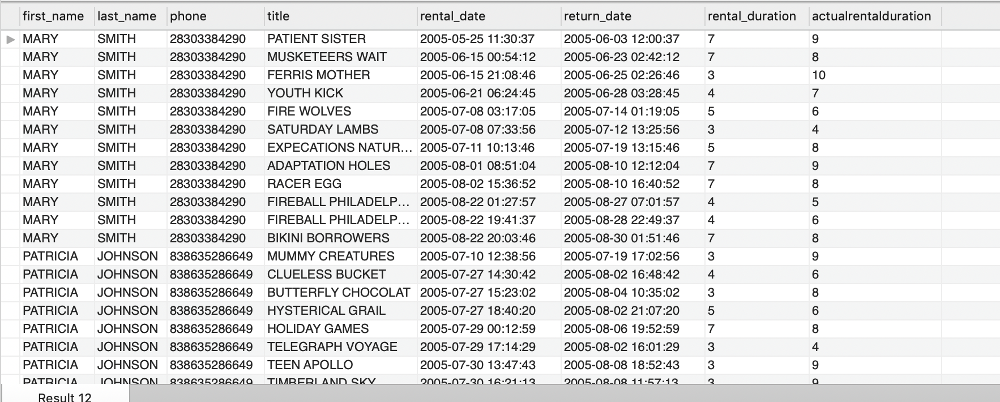 first_name last_name phone title rental_date return_date rental_duration actualrentalduration
MARY SMITH 28303384290 PATIENT SISTER 2005-05-25 11:30:37 2005-06-03 12:00:37 7 9
MARY SMITH 28303384290 MUSKETEERS WAIT 2005-06-15 00:54:12 2005-06-23 02:42:12 7 8
MARY SMITH 28303384290 FERRIS MOTHER 2005-06-15 21:08:46 2005-06-25 02:26:46 3 10
MARY SMITH 28303384290 YOUTH KICK 2005-06-21 06:24:45 2005-06-28 03:28:45 4 7
MARY SMITH 28303384290 FIRE WOLVES 2005-07-08 03:17:05 2005-07-14 01:19:05 5 6
MARY SMITH 28303384290 SATURDAY LAMBS 2005-07-08 07:33:56 2005-07-12 13:25:56 3 4
MARY SMITH 28303384290 EXPECATIONS NATUR... 2005-07-11 10:13:46 2005-07-19 13:15:46 5 8
MARY SMITH 28303384290 ADAPTATION HOLES 2005-08-01 08:51:04 2005-08-10 12:12:04 7 9
MARY SMITH 28303384290 RACER EGG 2005-08-02 15:36:52 2005-08-10 16:40:52 7 8
MARY SMITH 28303384290 FIREBALL PHILADELP... 2005-08-22 01:27:57 2005-08-27 07:01:57 4 5
MARY SMITH 28303384290 FIREBALL PHILADELP... 2005-08-22 19:41:37 2005-08-28 22:49:37 4 6
MARY SMITH 28303384290 BIKINI BORROWERS 2005-08-22 20:03:46 2005-08-30 01:51:46 7 8
PATRICIA JOHNSON 838635286649 MUMMY CREATURES 2005-07-10 12:38:56 2005-07-19 17:02:56 3 9
PATRICIA JOHNSON 838635286649 CLUELESS BUCKET 2005-07-27 14:30:42 2005-08-02 16:48:42 4 6
PATRICIA JOHNSON 838635286649 BUTTERFLY CHOCOLAT 2005-07-27 15:23:02 2005-08-04 10:35:02 3 8
PATRICIA JOHNSON 838635286649 HYSTERICAL GRAIL 2005-07-27 18:40:20 2005-08-02 21:07:20 5 6
PATRICIA JOHNSON 838635286649 HOLIDAY GAMES 2005-07-29 00:12:59 2005-08-06 19:52:59 7 8
PATRICIA JOHNSON 838635286649 TELEGRAPH VOYAGE 2005-07-29 17:14:29 2005-08-02 16:01:29 3 4
PATRICIA JOHNSON 838635286649 TEEN APOLLO 2005-07-30 13:47:43 2005-08-08 18:52:43 3 9
PATRICIA JOHNSON 838635286649 TIMBERLAND SKY 2005-07-30 16:21:13 2005-08-08 11:57:13 3 9
Result 12